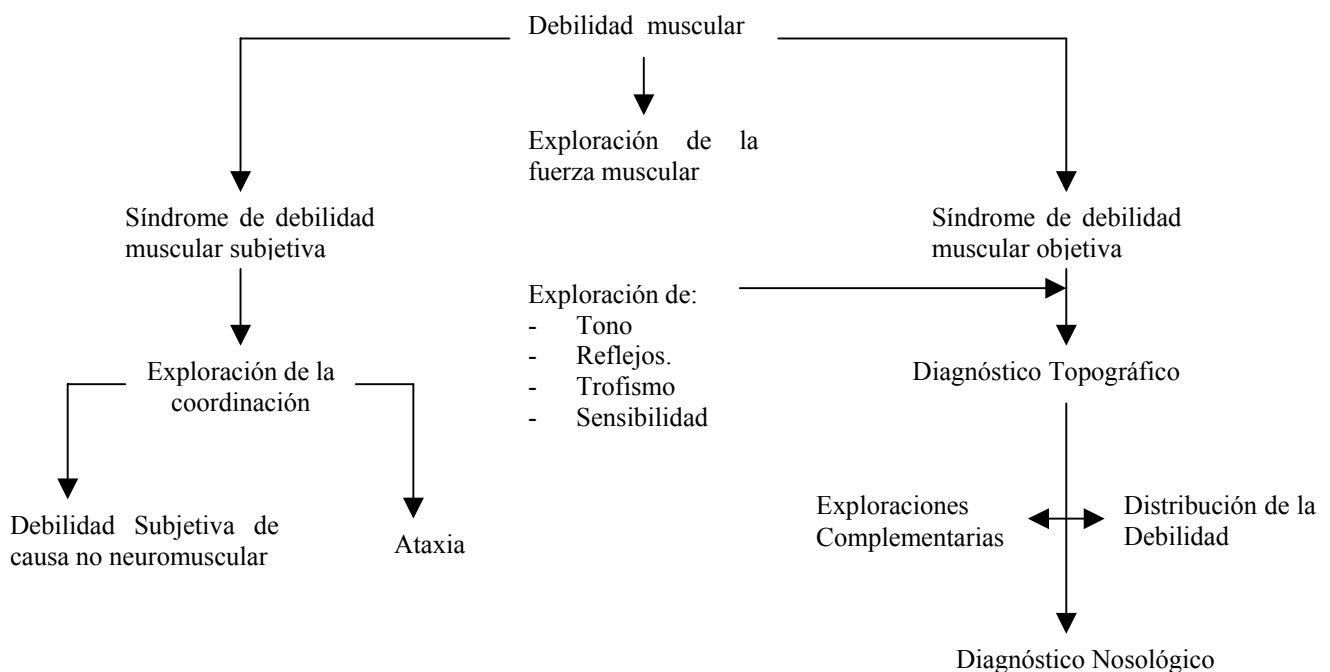 Debilidad muscular
Exploración de la
fuerza muscular
Síndrome de debilidad
muscular subjetiva
Síndrome de debilidad
muscular objetiva
Exploración de:
- Tono
- Reflejos.
- Trofismo
- Sensibilidad
Exploración de la
coordinación
Diagnóstico Topográfico
Debilidad Subjetiva de
causa no neuromuscular
Ataxia
Exploraciones
Complementarias
Distribución de la
Debilidad
Diagnóstico Nosológico